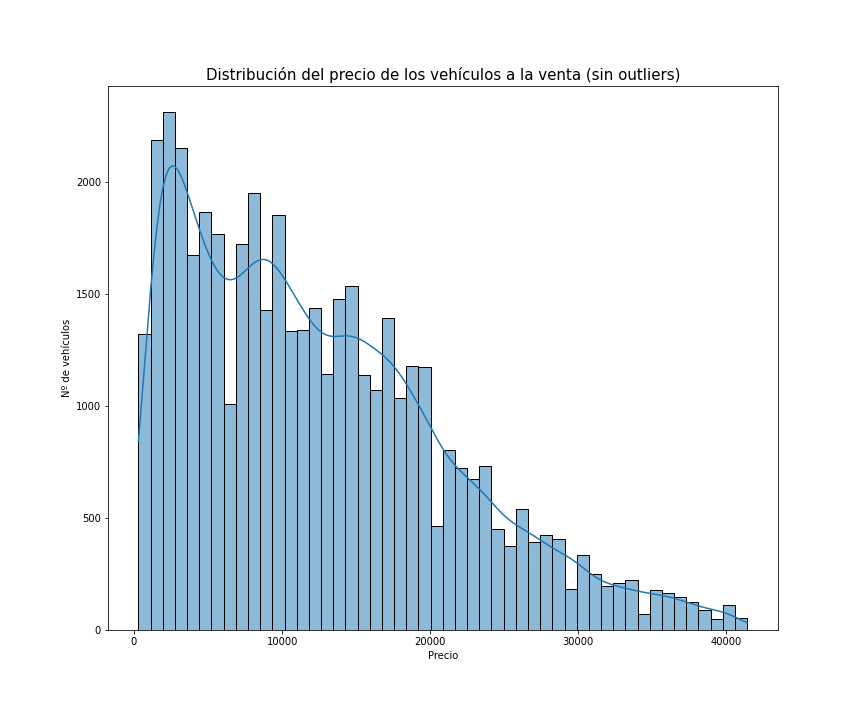 Distribución del precio de los vehículos a la venta (sin outliers)
2000
1500
1000
500
0
Nº de vehículos
0 10000 20000 30000 40000
Precio